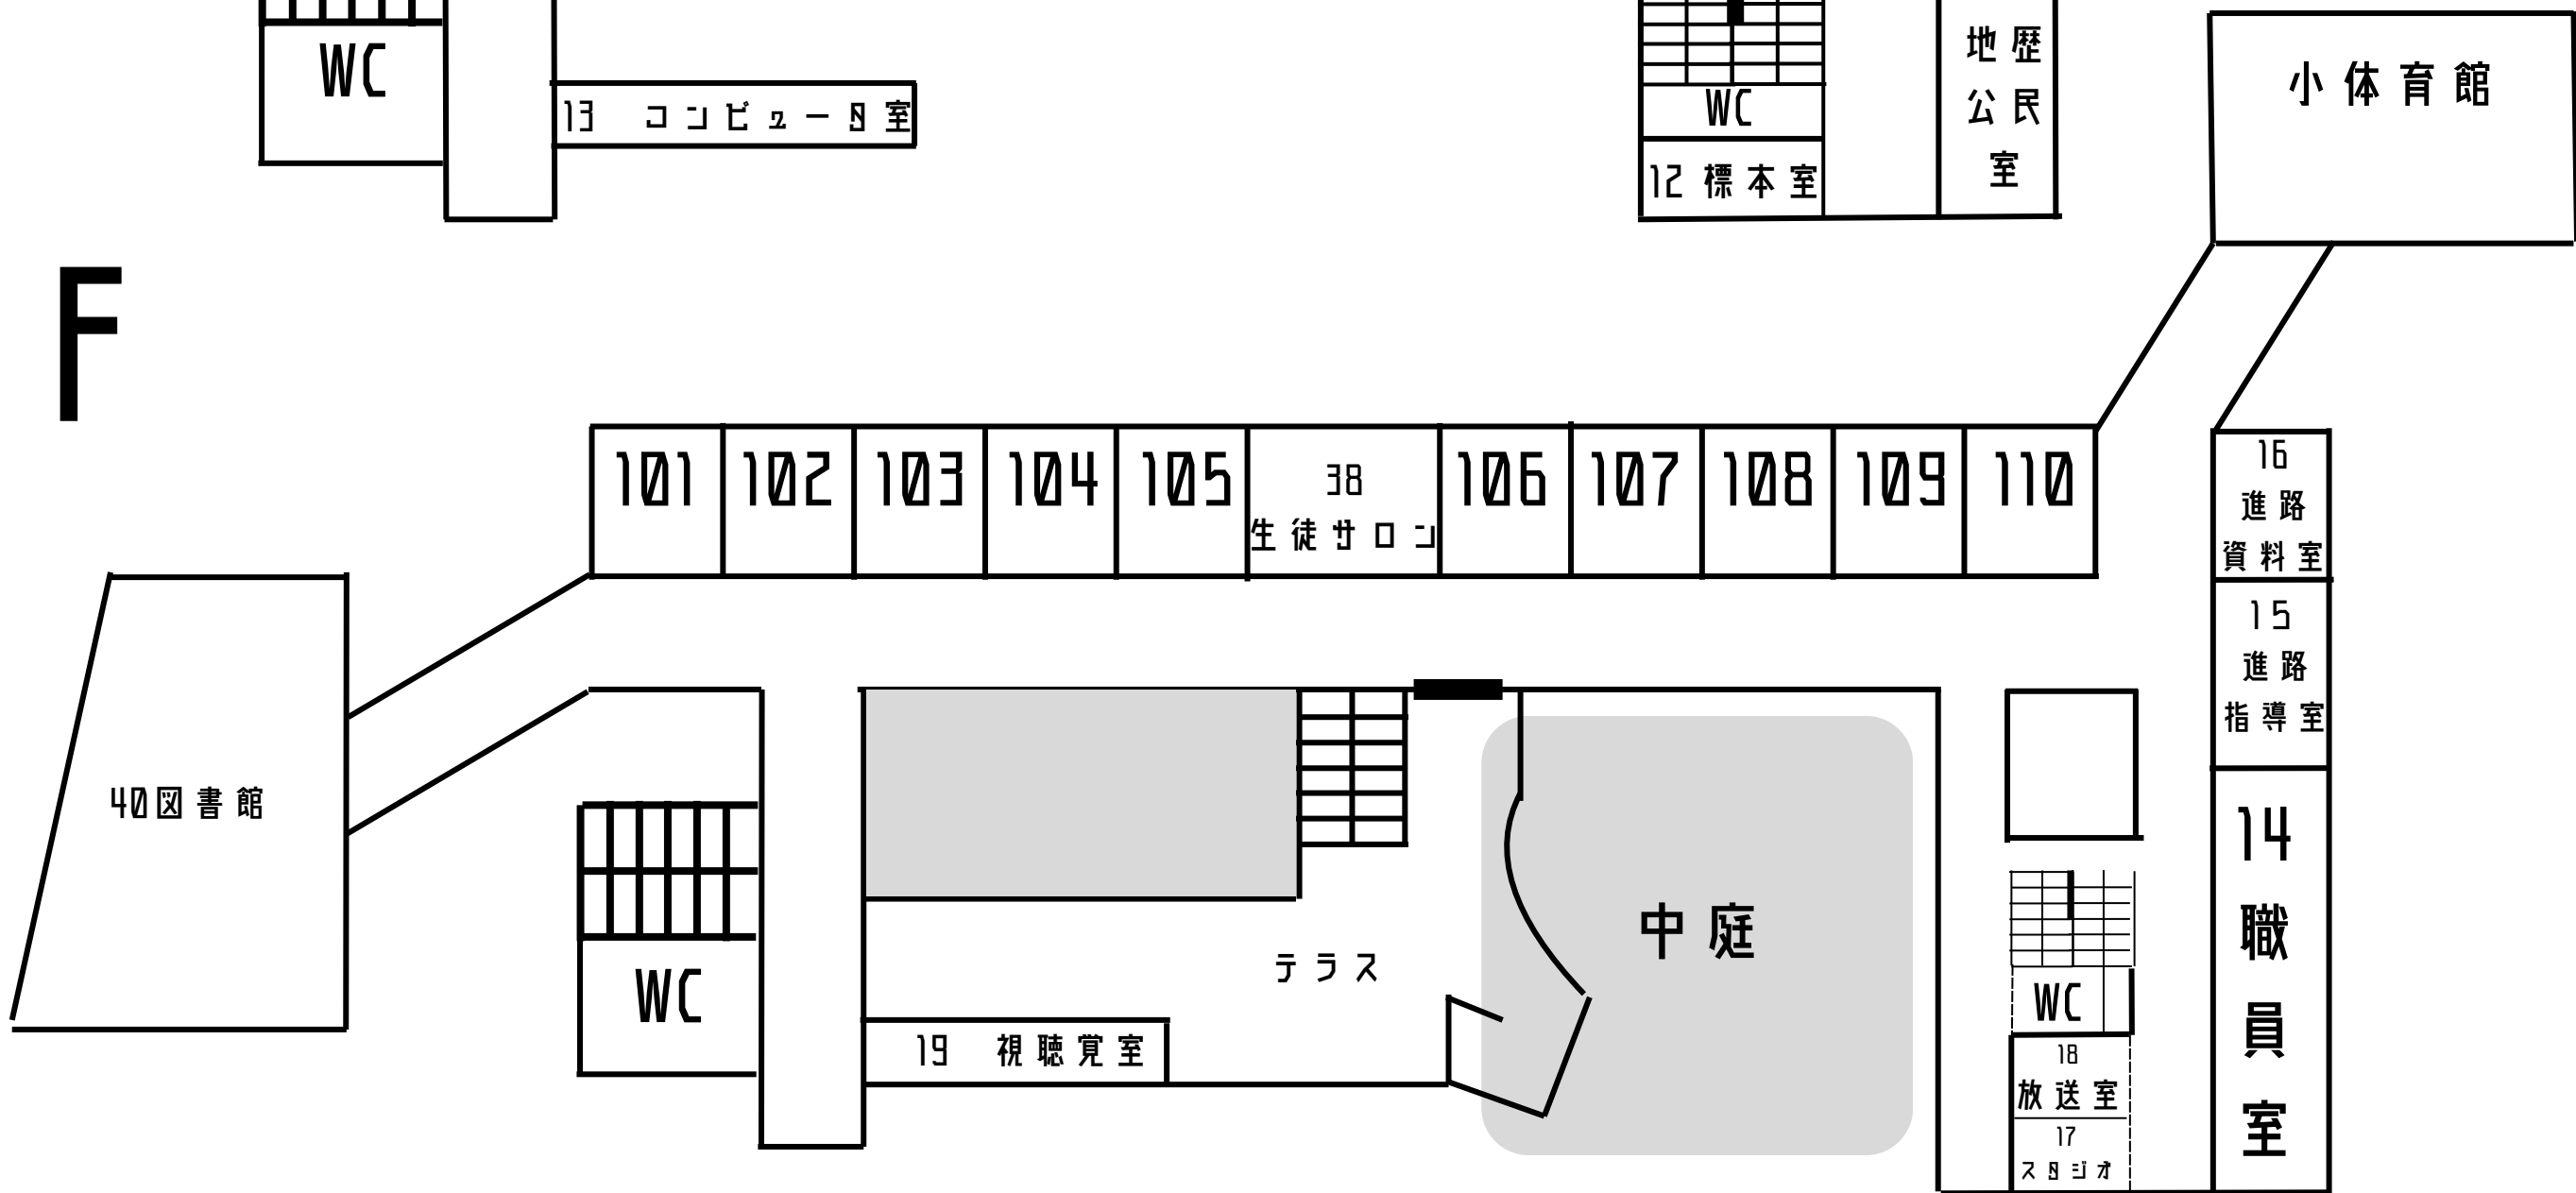 WC
13 コンピュータ室
WC
12 標本室
地歴
公民
室
小体育館
F
101
102
103
104
105
38
生徒サロン
106
107
108
109
110
16
進路
資料室
15
進路
指導室
14
職
員
室
40図書館
WC
19 視聴覚室
テラス
中庭
WC
18
放送室
17
スタジオ